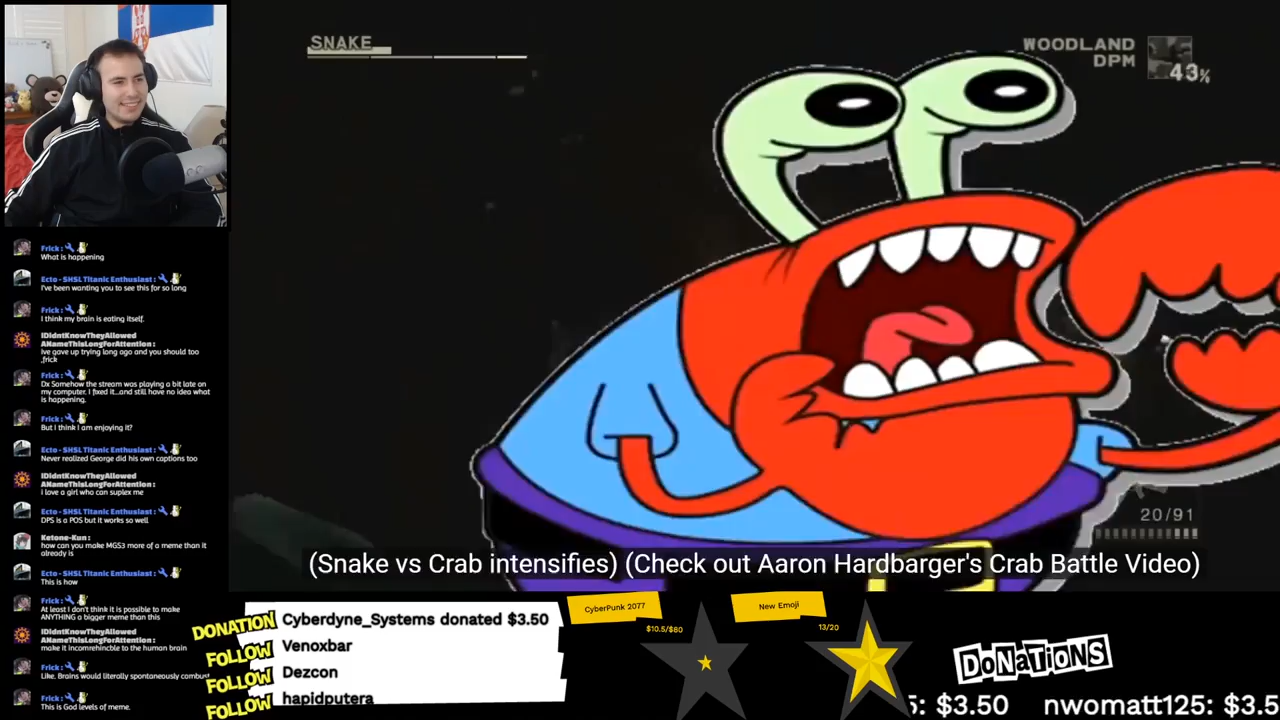 SNAKE
WOODLAND
DPM
43%
20/91
(Snake vs Crab intensifies) (Check out Aaron Hardbarger's Crab Battle Video)
Frick :
What is happening
Ecto - SHSL Titanic Enthusiast :
I've been wanting you to see this for so long
Frick :
I think my brain is eating itself.
IDidntKnowTheyAllowed
ANameThisLongForAttention :
Ive gave up trying long ago and you should too
,frick
Frick :
Dx Somehow the stream was playing a bit late on
my computer. I fixed it...and still have no idea what
is happening.
Frick :
But I think I am enjoying it?
Ecto - SHSL Titanic Enthusiast :
Never realized George did his own captions too
IDidntKnowTheyAllowed
ANameThisLongForAttention :
i love a girl who can suplex me
Ecto - SHSL Titanic Enthusiast :
DPS is a POS but it works so well
Ketone-Kun :
how can you make MGS3 more of a meme than it
already is
Ecto - SHSL Titanic Enthusiast :
This is how
Frick :
At least I don't think it is possible to make
ANYTHING a bigger meme than this
IDidntKnowTheyAllowed
ANameThisLongForAttention :
make it incomrehincble to the human brain
Frick :
Like, Brains would literally spontaneously combus
Frick :
This is God levels of meme.
DONATION Cyberdyne_Systems donated $3.50
FOLLOW Venoxbar
FOLLOW Dezcon
FOLLOW hapidputera
CyberPunk 2077
$10.5/$80
New Emoji
13/20
DoNaTiONS
5: $3.50 nwomatt125: $3.5